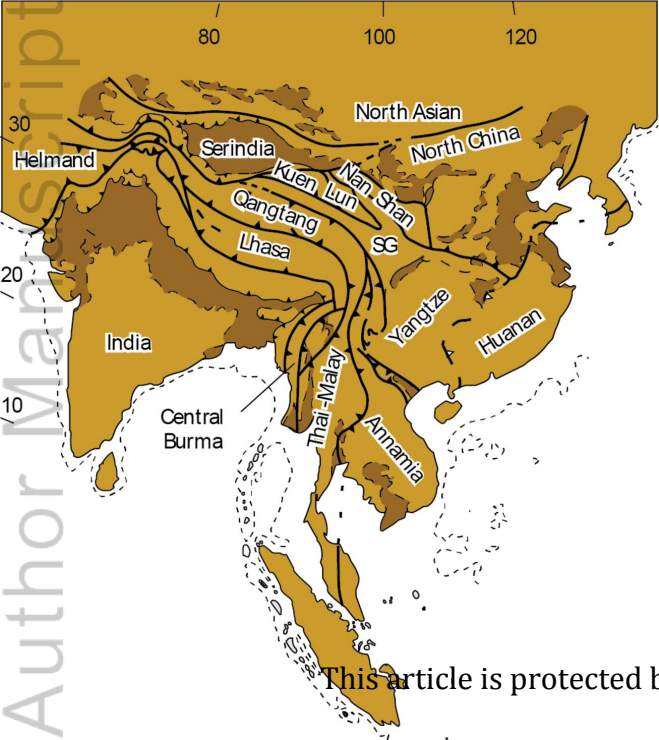 80
100
120
30
20
10
North Asian
North China
Helmand
Serindia
Kuen Lun
Nan Shan
Qangtang
Lhasa
SG
India
Yangtze
Huanan
Central
Burma
Thai-Malay
Annamia
This article is protected b
Author Manuscript